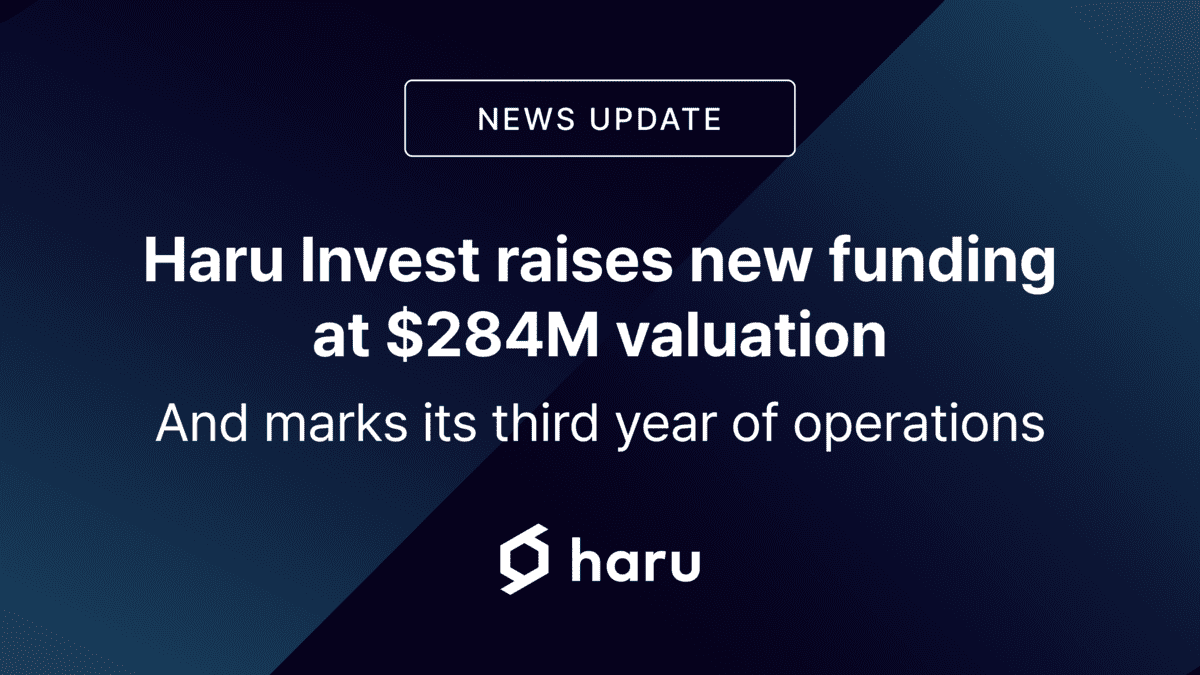 NEWS UPDATE
Haru Invest raises new funding
at $284M valuation
And marks its third year of operations
haru